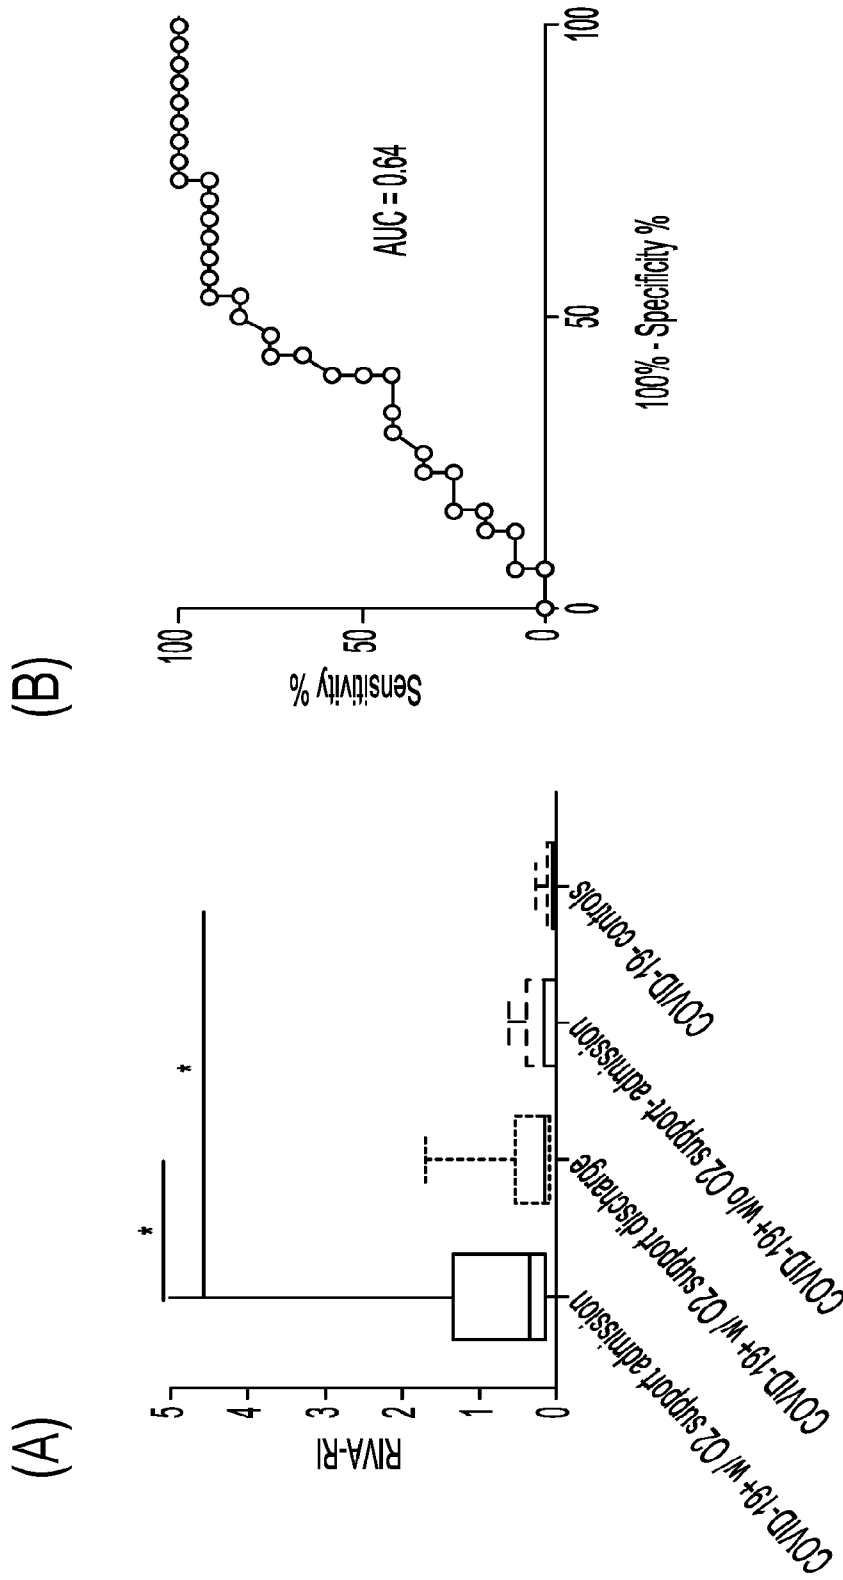 (A)
RIVA-RI
5
4
3
2
1
0
*
*
COVID-19+ w/ O2 support admission
COVID-19+ w/ O2 support discharge
COVID-19+ w/o O2 support- admission
COVID-19- controls
(B)
Sensitivity %
100
50
0
AUC = 0.64
0
50
100
100% - Specificity %